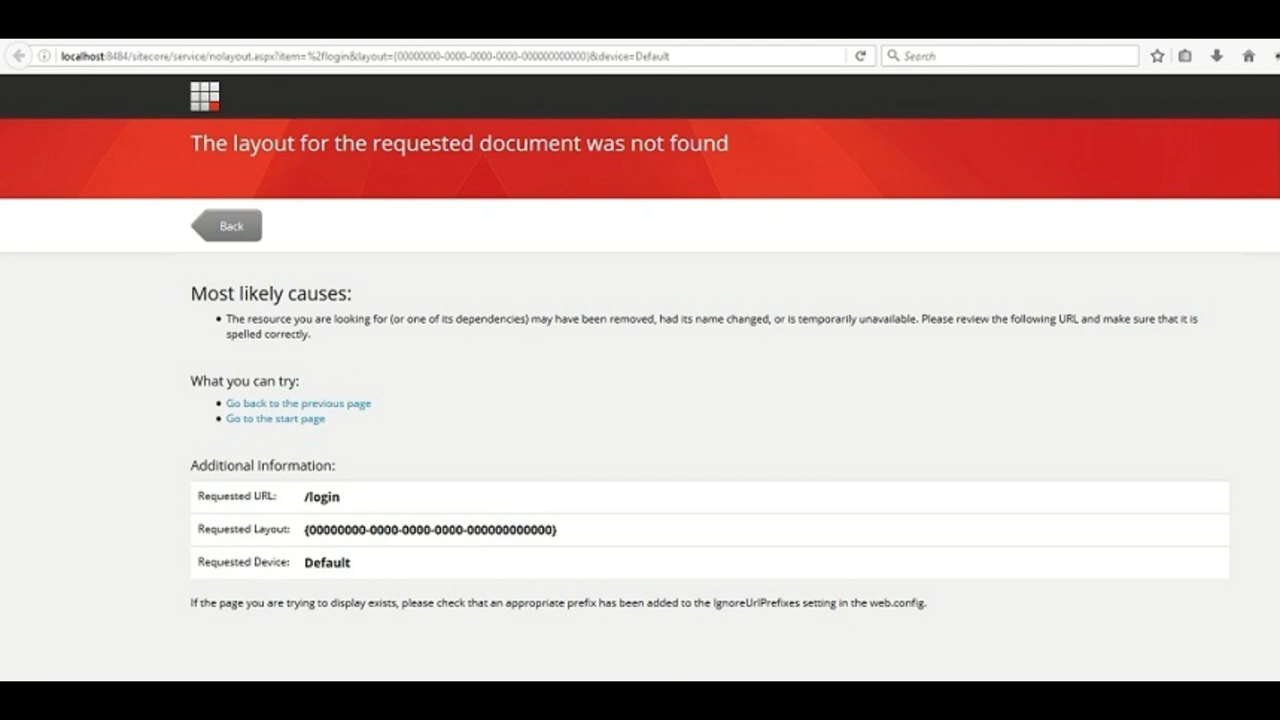 localhost:8484/sitecore/service/nolayout.aspx?item=%2flogin&layout={00000000-0000-0000-0000-000000000000}&device=Default
Search
The layout for the requested document was not found
Back
Most likely causes:
The resource you are looking for (or one of its dependencies) may have been removed, had its name changed, or is temporarily unavailable. Please review the following URL and make sure that it is
spelled correctly.
What you can try:
Go back to the previous page
Go to the start page
Additional Information:
Requested URL: /login
Requested Layout: {00000000-0000-0000-0000-000000000000}
Requested Device: Default
If the page you are trying to display exists, please check that an appropriate prefix has been added to the IgnoreUrlPrefixes setting in the web.config.